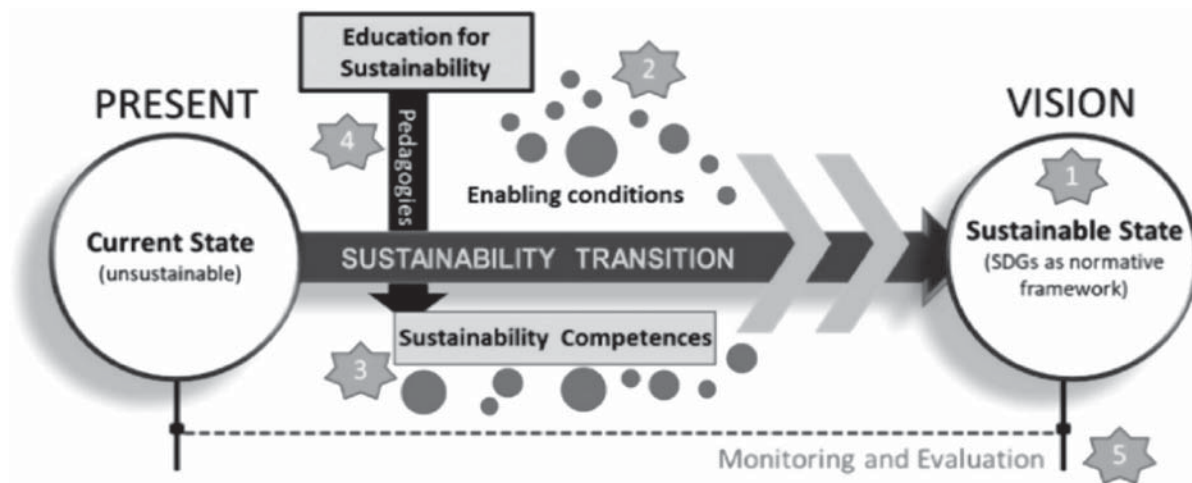 Education for
Sustainability
2
PRESENT
VISION
4
Pedagogies
1
Enabling conditions
Current State
(unsustainable)
SUSTAINABILITY TRANSITION
Sustainable State
(SDGs as normative
framework)
Sustainability Competences
3
Monitoring and Evaluation
5